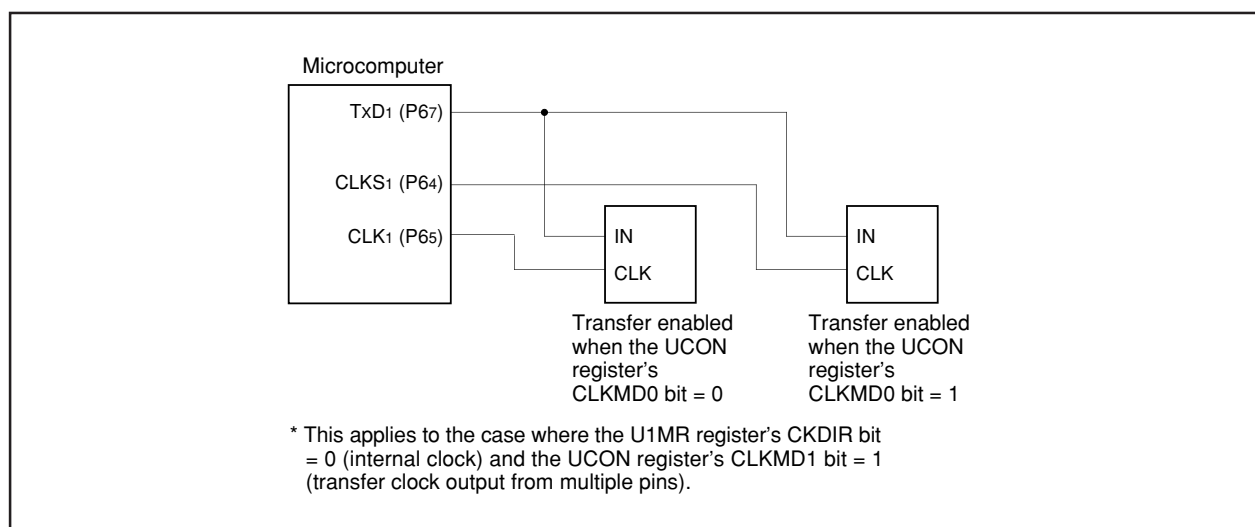 Microcomputer
TxD1 (P67)
CLKS1 (P64)
CLK1 (P65)
IN
CLK
IN
CLK
Transfer enabled
when the UCON
register's
CLKMD0 bit = 0
Transfer enabled
when the UCON
register's
CLKMD0 bit = 1
* This applies to the case where the U1MR register's CKDIR bit
= 0 (internal clock) and the UCON register's CLKMD1 bit = 1
(transfer clock output from multiple pins).